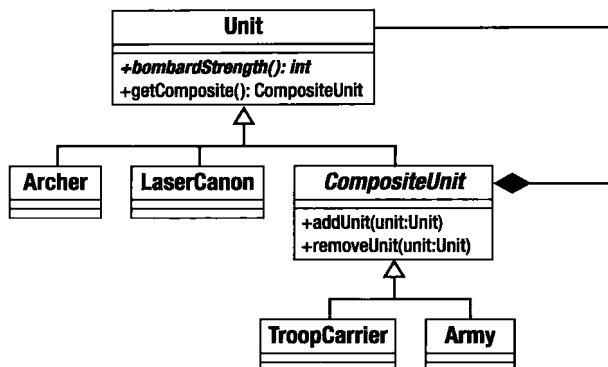 Unit
+bombardStrength(): int
+getComposite(): CompositeUnit
Archer
LaserCanon
CompositeUnit
+addUnit(unit:Unit)
+removeUnit(unit:Unit)
TroopCarrier
Army